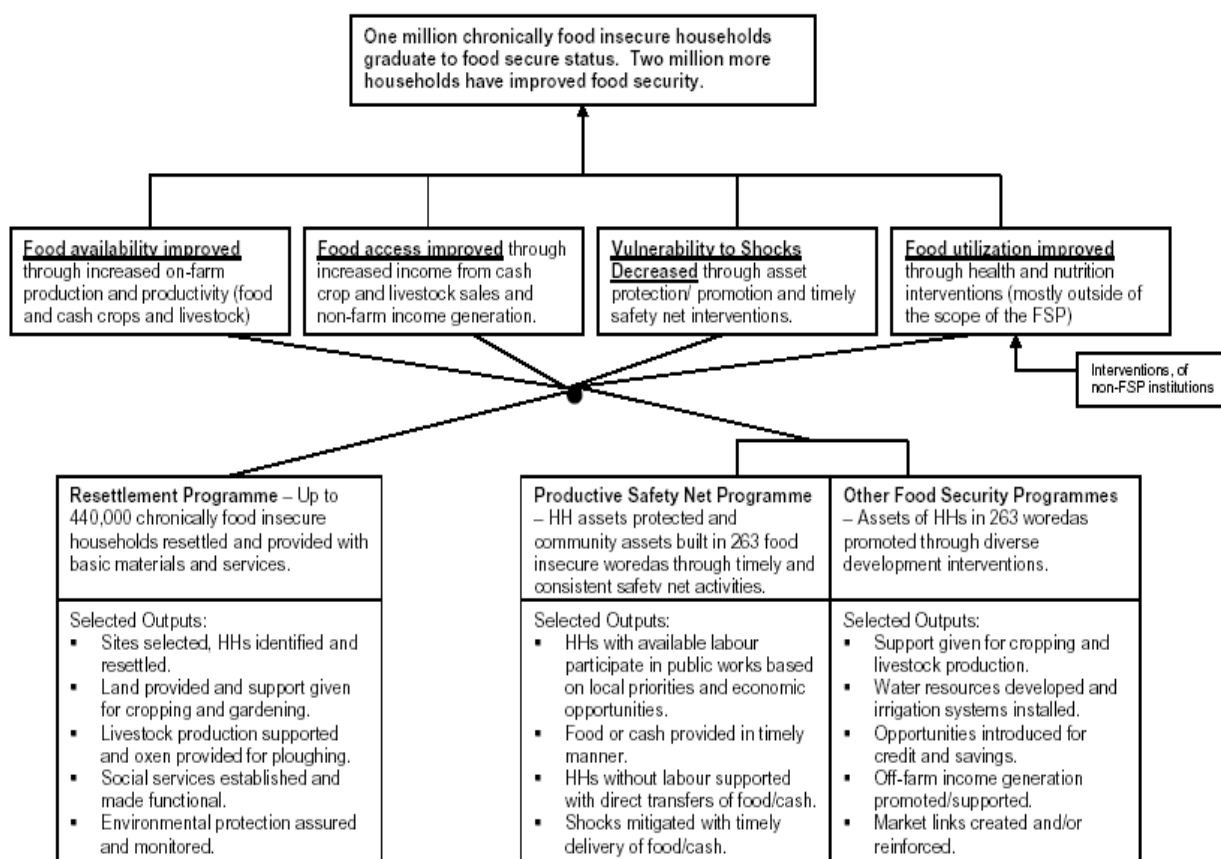 One million chronically food insecure households
graduate to food secure status. Two million more
households have improved food security.
Food availability improved
through increased on-farm
production and productivity (food
and cash crops and livestock)
Food access improved through
increased income from cash
crop and livestock sales and
non-farm income generation.
Vulnerability to Shocks
Decreased through asset
protection/ promotion and timely
safety net interventions.
Food utilization improved
through health and nutrition
interventions (mostly outside of
the scope of the FSP)
Interventions, of
non-FSP institutions
Resettlement Programme – Up to
440,000 chronically food insecure
households resettled and provided with
basic materials and services.
Selected Outputs:
▪ Sites selected, HHs identified and
resettled.
▪ Land provided and support given
for cropping and gardening.
▪ Livestock production supported
and oxen provided for ploughing.
▪ Social services established and
made functional.
▪ Environmental protection assured
and monitored.
Productive Safety Net Programme
– HH assets protected and
community assets built in 263 food
insecure woredas through timely and
consistent safety net activities.
Selected Outputs:
▪ HHs with available labour
participate in public works based
on local priorities and economic
opportunities.
▪ Food or cash provided in timely
manner.
▪ HHs without labour supported
with direct transfers of food/cash.
▪ Shocks mitigated with timely
delivery of food/cash.
Other Food Security Programmes
– Assets of HHs in 263 woredas
promoted through diverse
development interventions.
Selected Outputs:
▪ Support given for cropping and
livestock production.
▪ Water resources developed and
irrigation systems installed.
▪ Opportunities introduced for
credit and savings.
▪ Off-farm income generation
promoted/supported.
▪ Market links created and/or
reinforced.